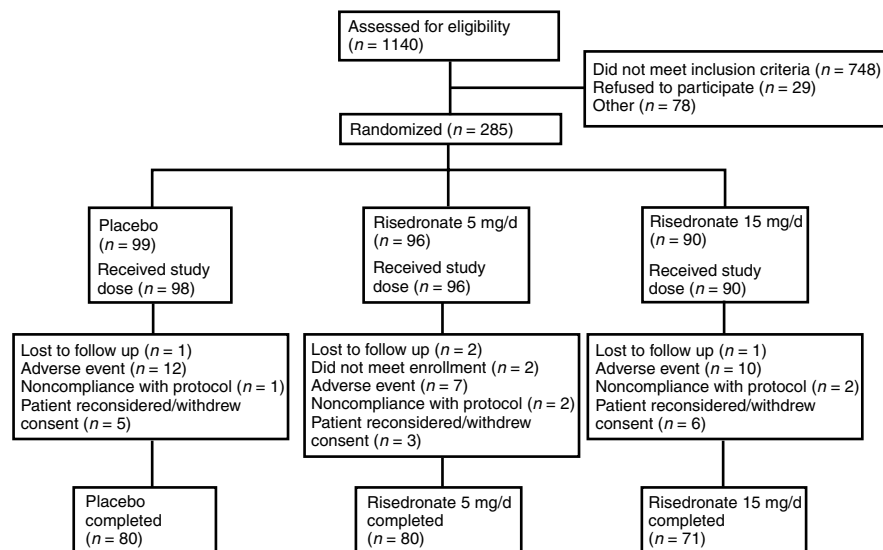 Assessed for eligibility
(n = 1140)
Did not meet inclusion criteria (n = 748)
Refused to participate (n = 29)
Other (n = 78)
Randomized (n = 285)
Placebo
(n = 99)
Received study
dose (n = 98)
Risedronate 5 mg/d
(n = 96)
Received study
dose (n = 96)
Risedronate 15 mg/d
(n = 90)
Received study
dose (n = 90)
Lost to follow up (n = 1)
Adverse event (n = 12)
Noncompliance with protocol (n = 1)
Patient reconsidered/withdrew
consent (n = 5)
Lost to follow up (n = 2)
Did not meet enrollment (n = 2)
Adverse event (n = 7)
Noncompliance with protocol (n = 2)
Patient reconsidered/withdrew
consent (n = 3)
Lost to follow up (n = 1)
Adverse event (n = 10)
Noncompliance with protocol (n = 2)
Patient reconsidered/withdrew
consent (n = 6)
Placebo
completed
(n = 80)
Risedronate 5 mg/d
completed
(n = 80)
Risedronate 15 mg/d
completed
(n = 71)